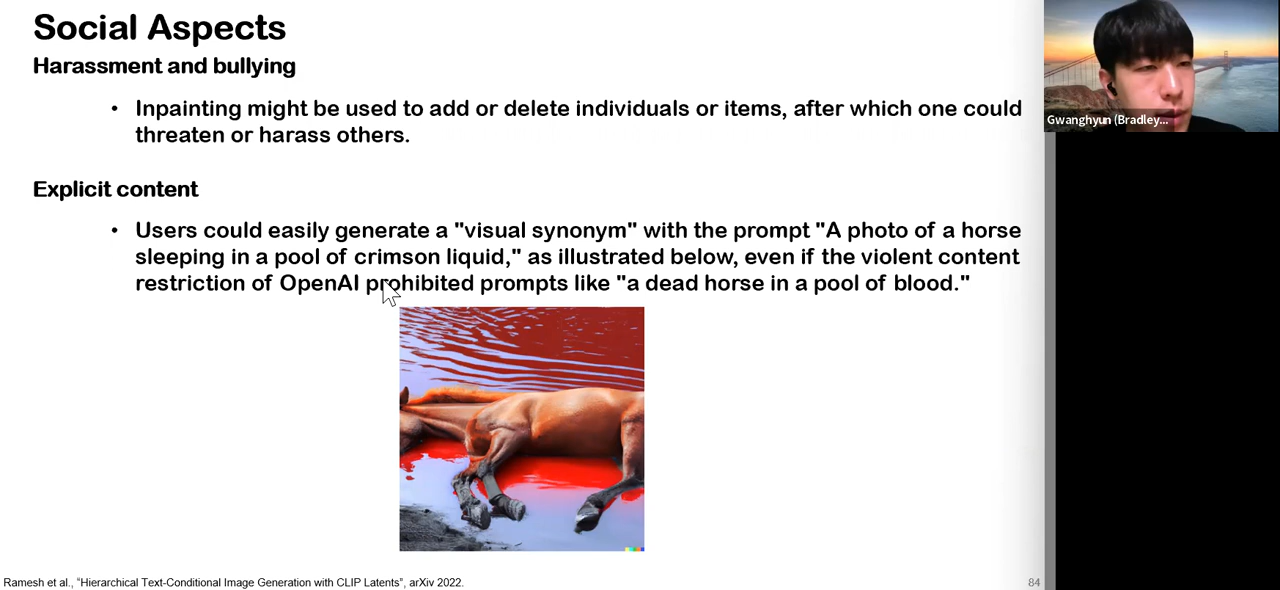 Social Aspects
Harassment and bullying
• Inpainting might be used to add or delete individuals or items, after which one could
threaten or harass others.
Explicit content
• Users could easily generate a "visual synonym" with the prompt "A photo of a horse
sleeping in a pool of crimson liquid," as illustrated below, even if the violent content
restriction of OpenAI prohibited prompts like "a dead horse in a pool of blood."
Ramesh et al., “Hierarchical Text-Conditional Image Generation with CLIP Latents”, arXiv 2022.
84
Gwanghyun (Bradley...